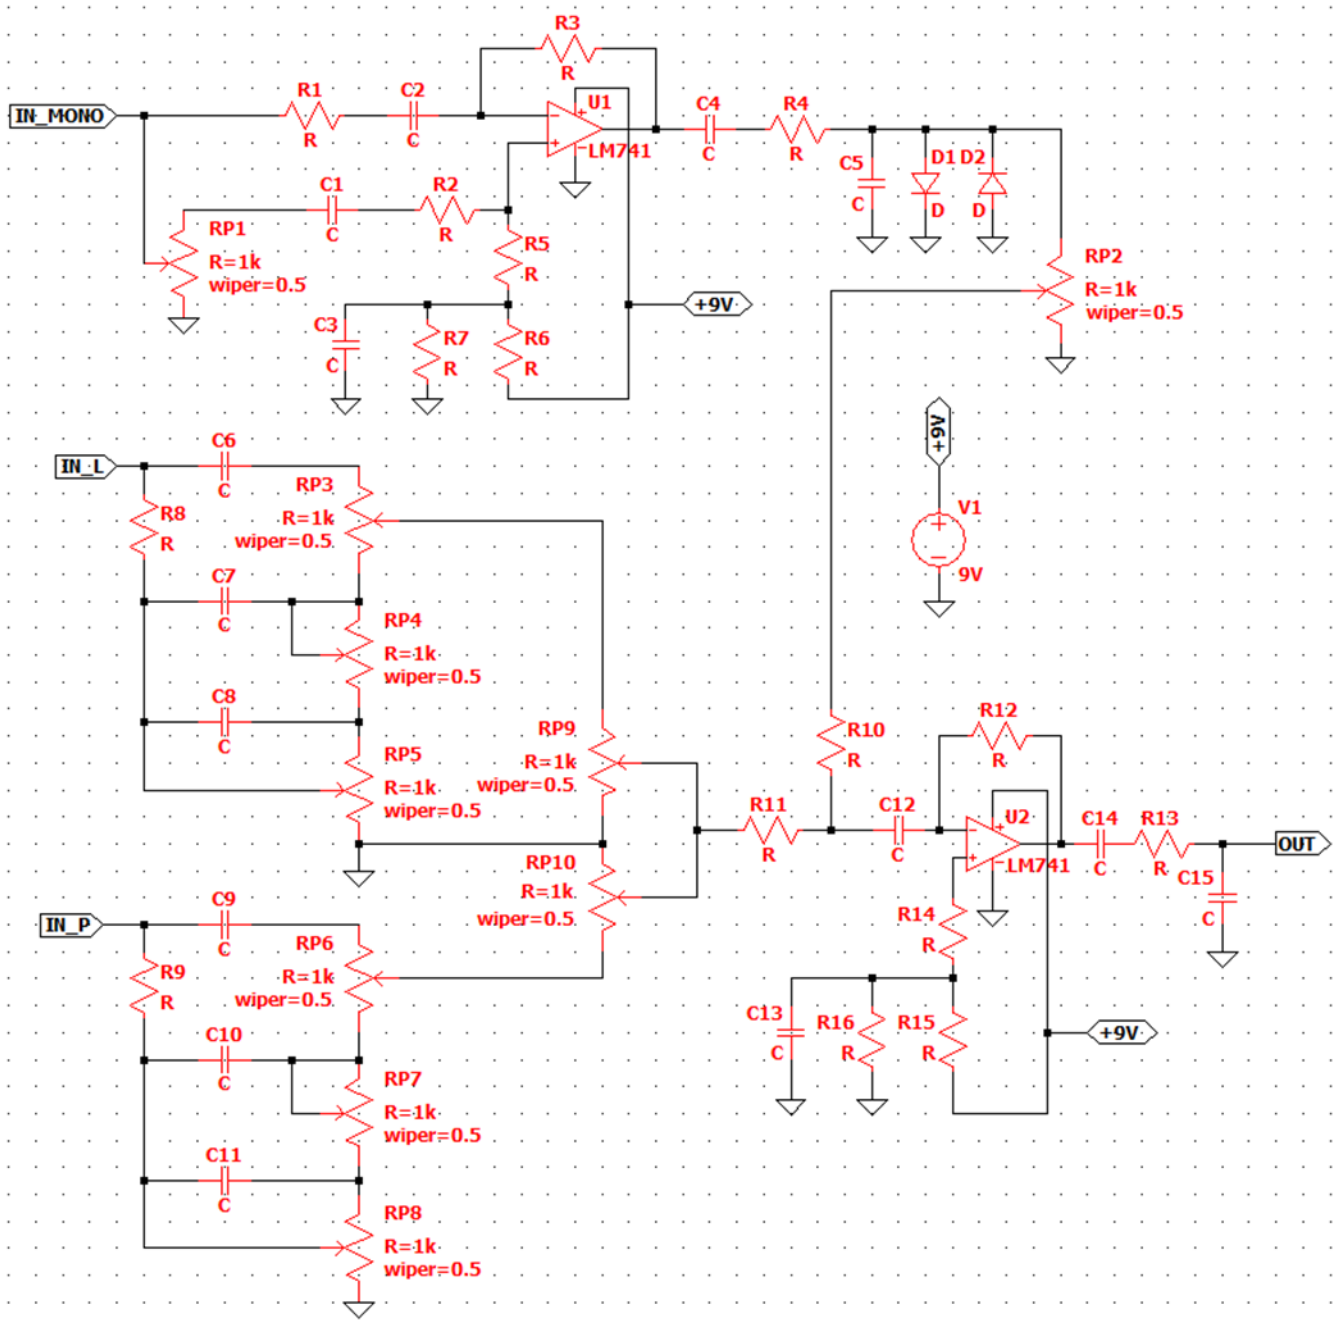 R3
R
IN_MONO
R1
R
C2
C
U1
LM741
C4
C
R4
R
C5
C
D1
D
D2
D
C1
C
R2
R
RP1
R=1k
wiper=0.5
R5
R
RP2
R=1k
wiper=0.5
C3
C
R7
R
R6
R
+9V
+9V
V1
9V
IN_L
C6
C
RP3
R=1k
wiper=0.5
R8
R
C7
C
RP4
R=1k
wiper=0.5
C8
C
RP5
R=1k
wiper=0.5
RP9
R=1k
wiper=0.5
RP10
R=1k
wiper=0.5
R10
R
R12
R
R11
R
C12
C
U2
LM741
C14
C
R13
R
OUT
C15
C
IN_P
C9
C
RP6
R=1k
wiper=0.5
R9
R
C10
C
RP7
R=1k
wiper=0.5
C11
C
RP8
R=1k
wiper=0.5
R14
R
C13
C
R16
R
R15
R
+9V